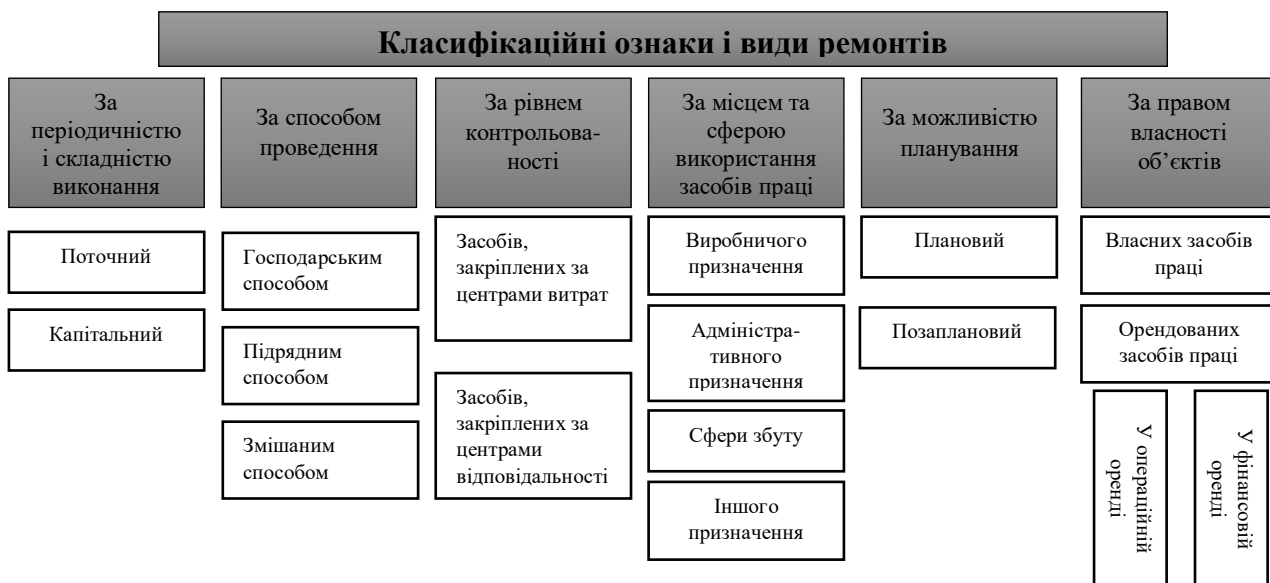 Класифікаційні ознаки і види ремонтів
За
періодичністю
і складністю
виконання
Поточний
Капітальний
За способом
проведення
Господарським
способом
Підрядним
способом
Змішаним
способом
За рівнем
контрольова-
ності
Засобів,
закріплених за
центрами витрат
Засобів,
закріплених за
центрами
відповідальності
За місцем та
сферою
використання
засобів праці
Виробничого
призначення
Адміністра-
тивного
призначення
Сфери збуту
Іншого
призначення
За можливістю
планування
Плановий
Позаплановий
За правом
власності
об’єктів
Власних засобів
праці
Орендованих
засобів праці
У операційній
оренді
У фінансовій
оренді